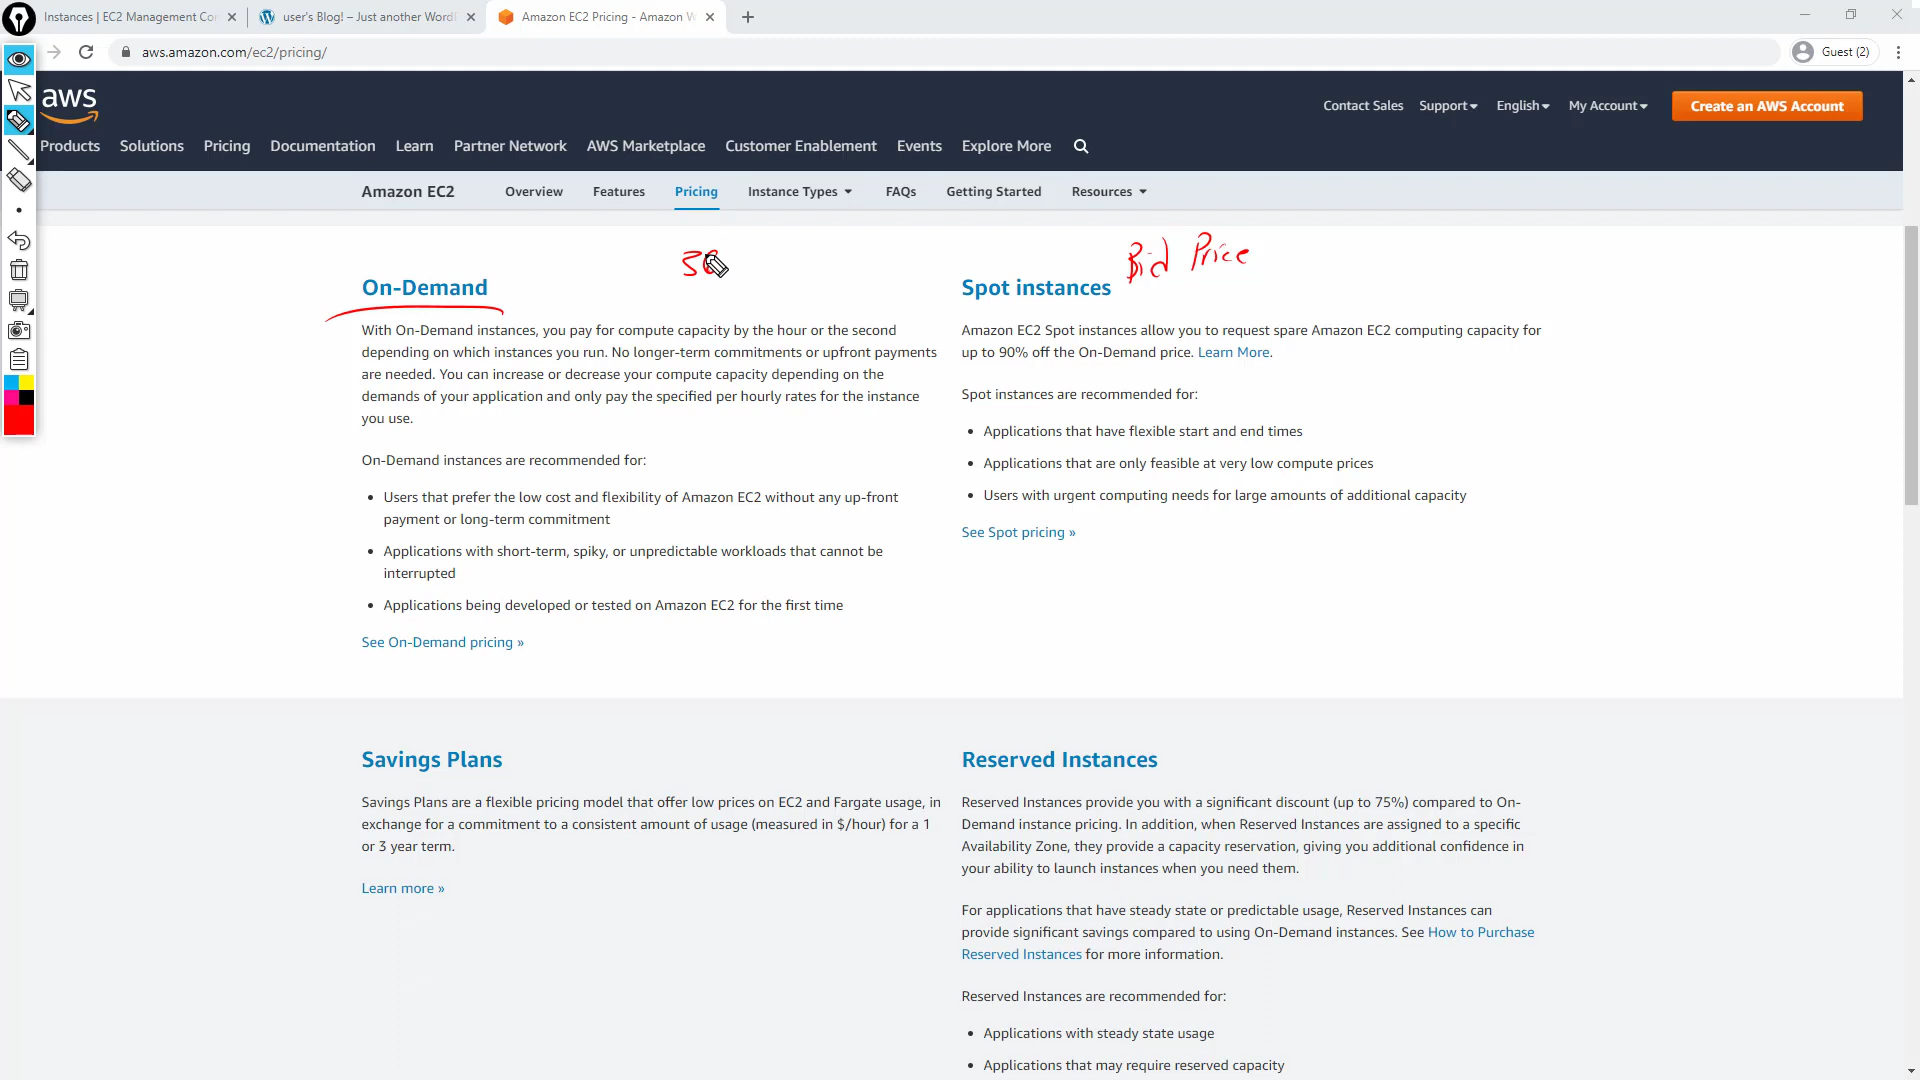 Instances | EC2 Management Con
user's Blog! – Just another WordP
Amazon EC2 Pricing - Amazon W
aws.amazon.com/ec2/pricing/
Guest (2)
aws
Contact Sales Support English My Account Create an AWS Account
Products Solutions Pricing Documentation Learn Partner Network AWS Marketplace Customer Enablement Events Explore More
Amazon EC2 Overview Features Pricing Instance Types FAQs Getting Started Resources
Bid Price
On-Demand
With On-Demand instances, you pay for compute capacity by the hour or the second
depending on which instances you run. No longer-term commitments or upfront payments
are needed. You can increase or decrease your compute capacity depending on the
demands of your application and only pay the specified per hourly rates for the instance
you use.
On-Demand instances are recommended for:
• Users that prefer the low cost and flexibility of Amazon EC2 without any up-front
payment or long-term commitment
• Applications with short-term, spiky, or unpredictable workloads that cannot be
interrupted
• Applications being developed or tested on Amazon EC2 for the first time
See On-Demand pricing »
Spot instances
Amazon EC2 Spot instances allow you to request spare Amazon EC2 computing capacity for
up to 90% off the On-Demand price. Learn More.
Spot instances are recommended for:
• Applications that have flexible start and end times
• Applications that are only feasible at very low compute prices
• Users with urgent computing needs for large amounts of additional capacity
See Spot pricing »
Savings Plans
Savings Plans are a flexible pricing model that offer low prices on EC2 and Fargate usage, in
exchange for a commitment to a consistent amount of usage (measured in $/hour) for a 1
or 3 year term.
Learn more »
Reserved Instances
Reserved Instances provide you with a significant discount (up to 75%) compared to On-
Demand instance pricing. In addition, when Reserved Instances are assigned to a specific
Availability Zone, they provide a capacity reservation, giving you additional confidence in
your ability to launch instances when you need them.
For applications that have steady state or predictable usage, Reserved Instances can
provide significant savings compared to using On-Demand instances. See How to Purchase
Reserved Instances for more information.
Reserved Instances are recommended for:
• Applications with steady state usage
• Applications that may require reserved capacity